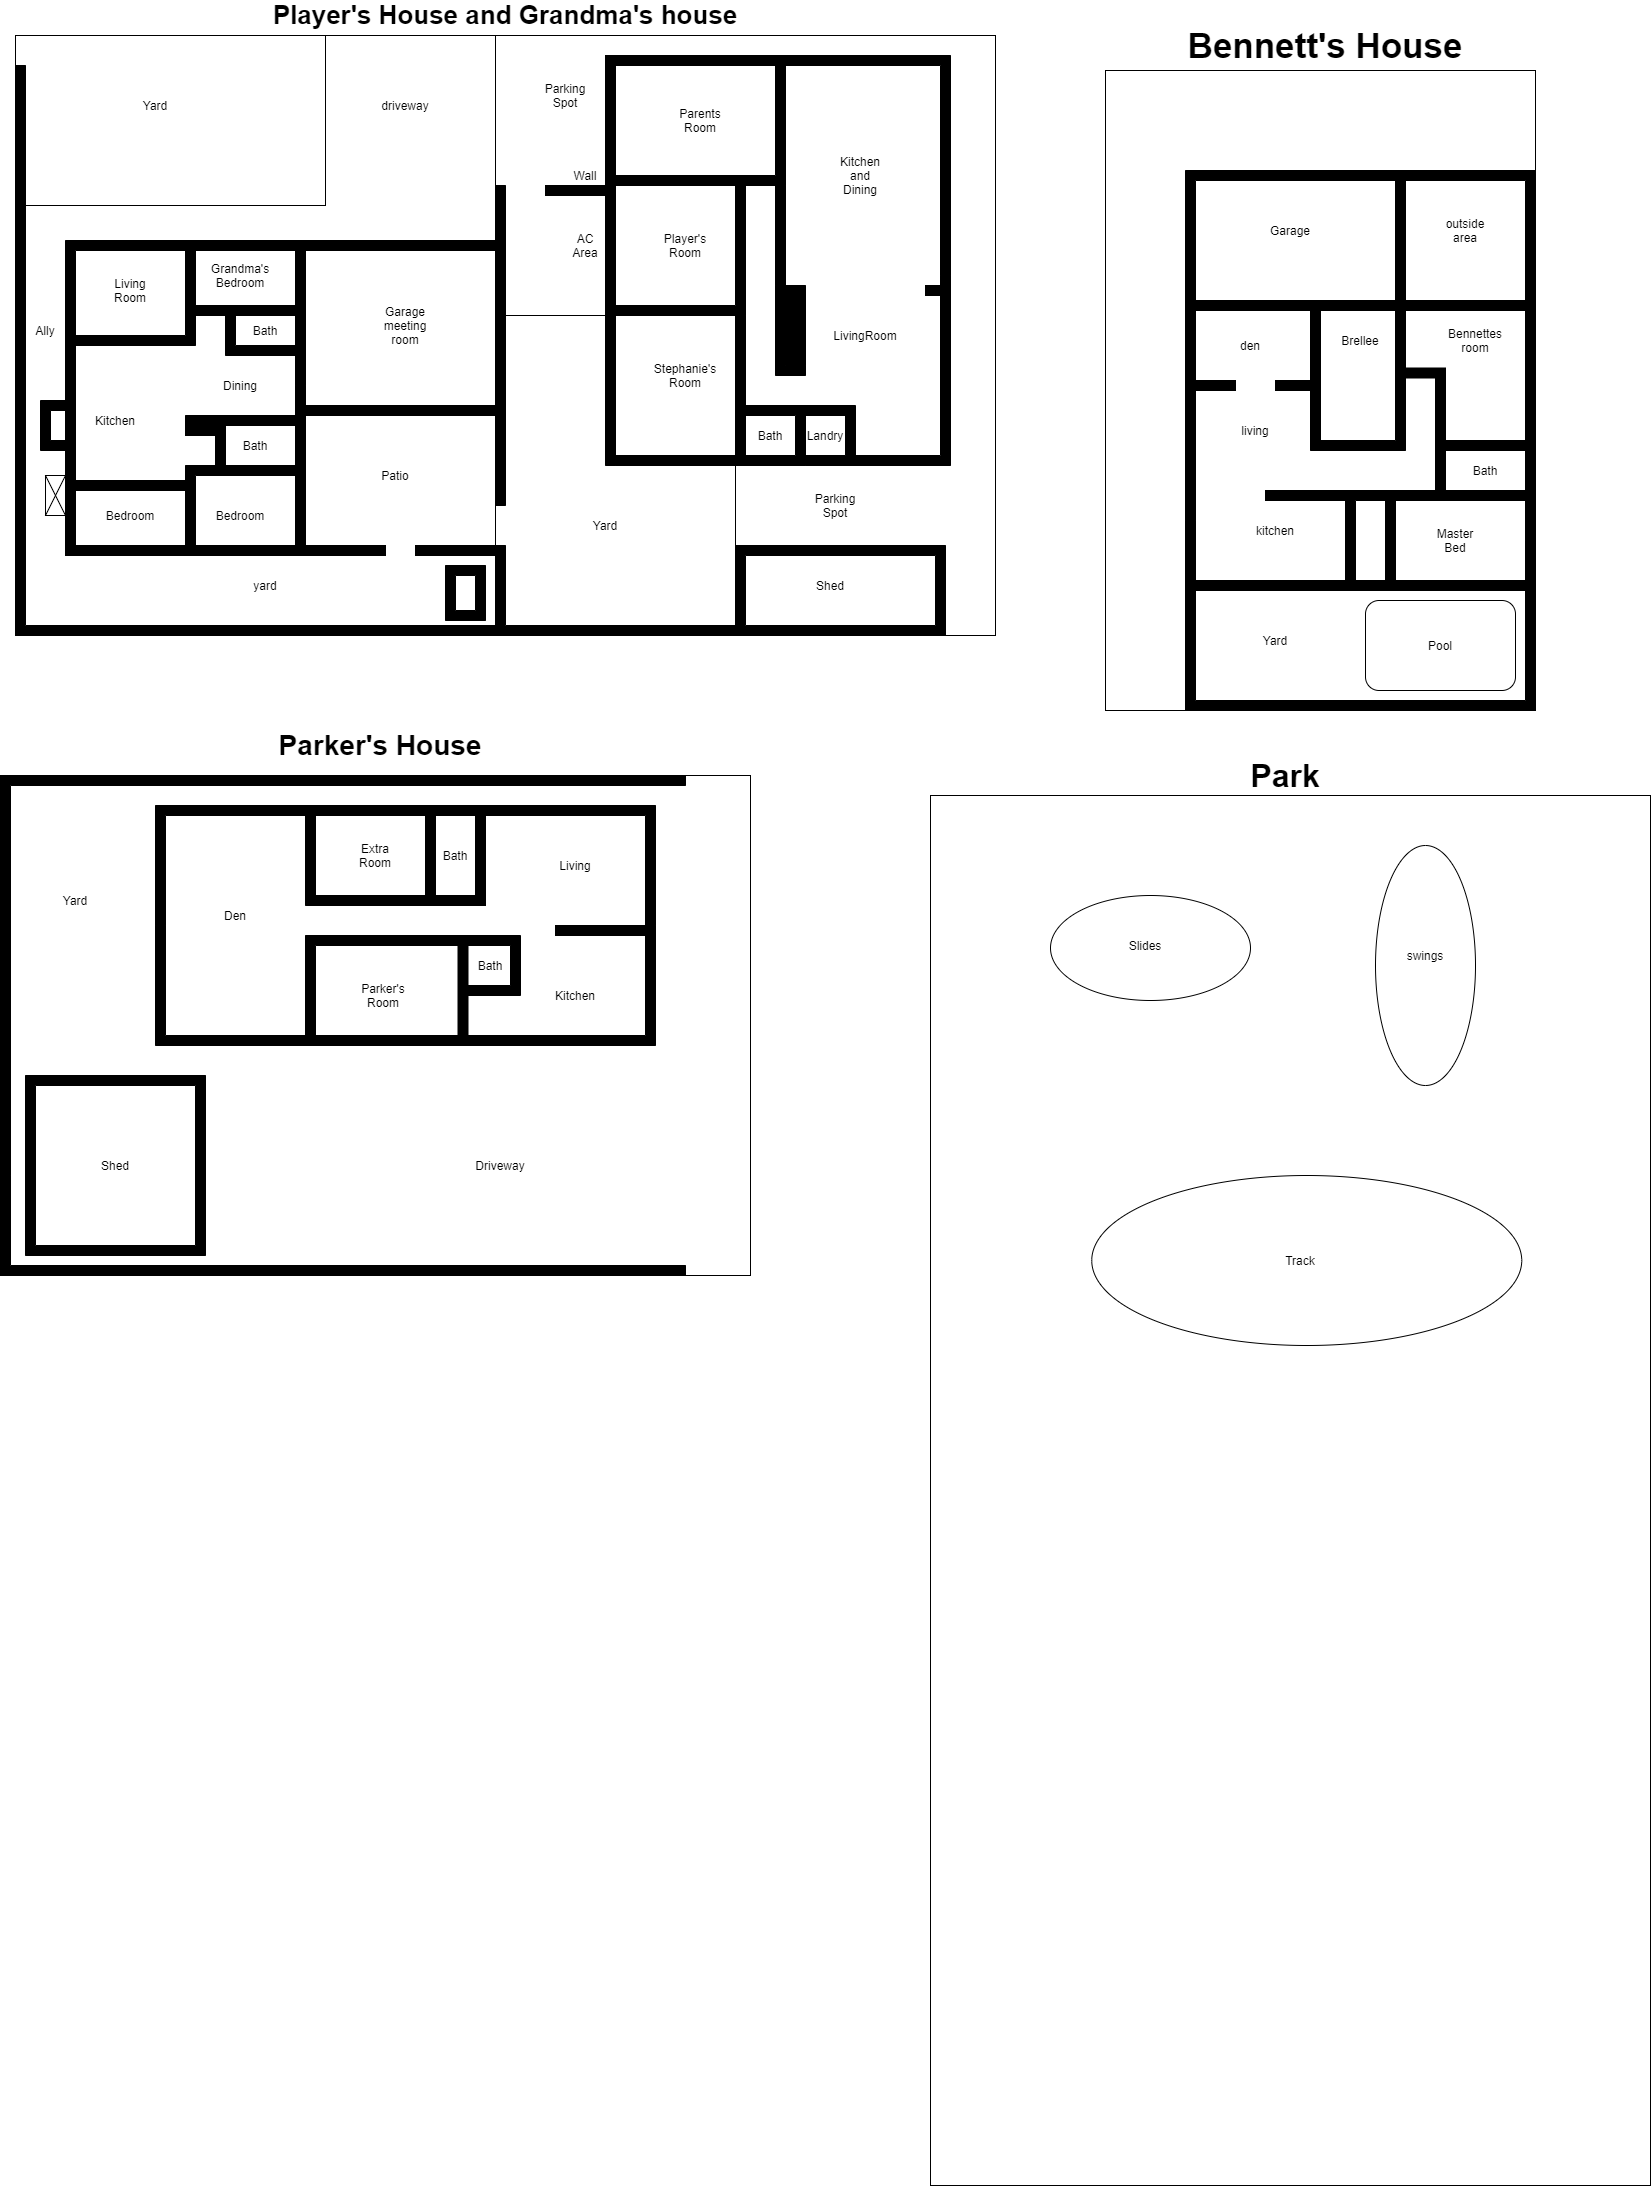 Player's House and Grandma's house
Yard
driveway
Parking
Spot
Parents
Room
Kitchen
and
Dining
Wall
AC
Area
Player's
Room
Living
Room
Grandma's
Bedroom
Garage
meeting
room
Ally
Bath
LivingRoom
Dining
Stephanie's
Room
Kitchen
Bath
Bath
Landry
Patio
Bedroom
Bedroom
Yard
Parking
Spot
yard
Shed
Bennett's House
Garage
outside
area
den
Brellee
Bennettes
room
living
Bath
kitchen
Master
Bed
Yard
Pool
Parker's House
Yard
Den
Extra
Room
Bath
Living
Parker's
Room
Bath
Kitchen
Shed
Driveway
Park
Slides
swings
Track